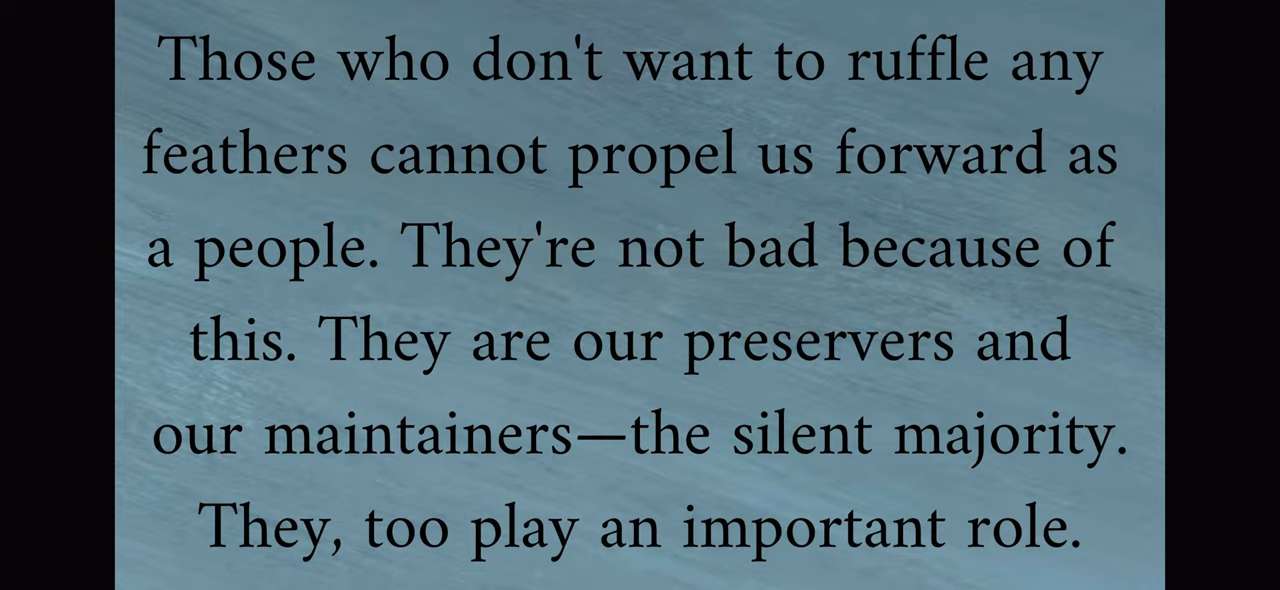 Those who don't want to ruffle any
feathers cannot propel us forward as
a people. They're not bad because of
this. They are our preservers and
our maintainers—the silent majority.
They, too play an important role.